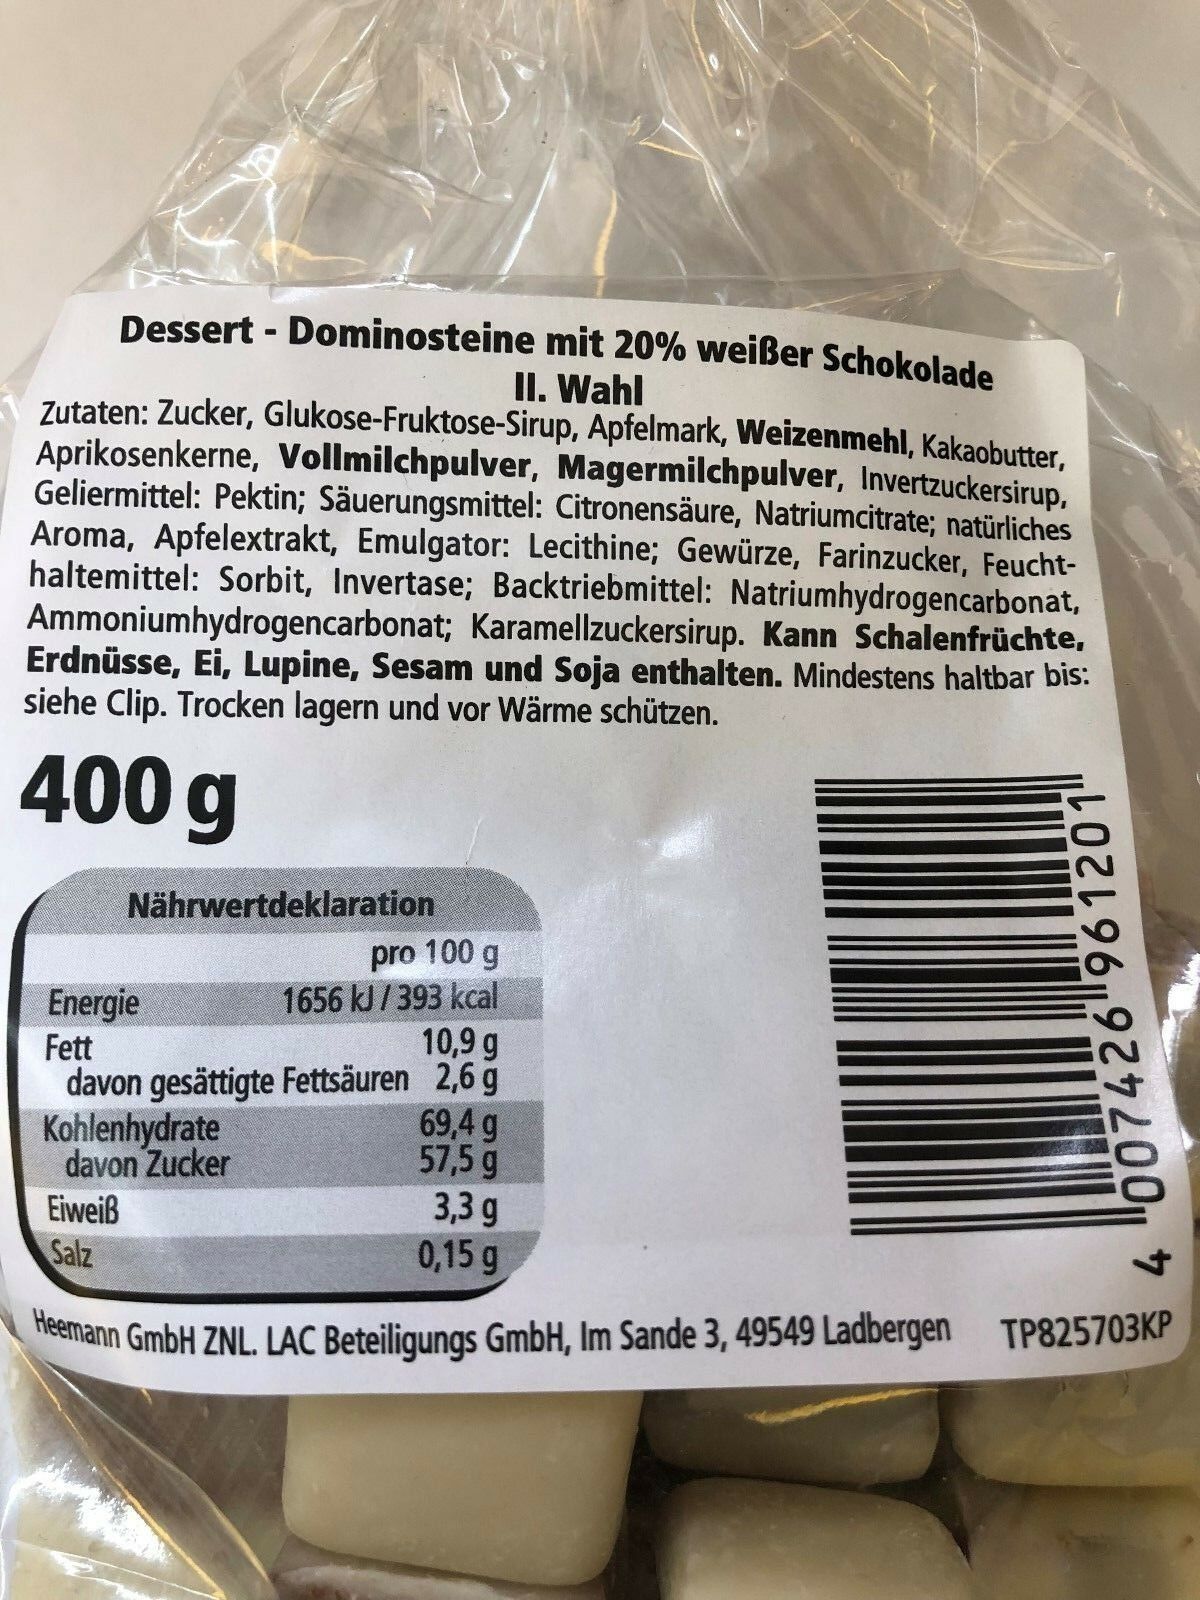 Dessert - Dominosteine mit 20% weißer Schokolade
II. Wahl
Zutaten: Zucker, Glukose-Fruktose-Sirup, Apfelmark, Weizenmehl, Kakaobutter,
Aprikosenkerne, Vollmilchpulver, Magermilchpulver, Invertzuckersirup,
Geliermittel: Pektin; Säuerungsmittel: Citronensäure, Natriumcitrate; natürliches
Aroma, Apfelextrakt, Emulgator: Lecithine; Gewürze, Farinzucker, Feucht-
haltemittel: Sorbit, Invertase; Backtriebmittel: Natriumhydrogencarbonat,
Ammoniumhydrogencarbonat; Karamellzuckersirup. Kann Schalenfrüchte,
Erdnüsse, Ei, Lupine, Sesam und Soja enthalten. Mindestens haltbar bis:
siehe Clip. Trocken lagern und vor Wärme schützen.
400 g
Nährwertdeklaration
pro 100 g
Energie 1656 kJ / 393 kcal
Fett 10,9 g
davon gesättigte Fettsäuren 2,6 g
Kohlenhydrate 69,4 g
davon Zucker 57,5 g
Eiweiß 3,3 g
Salz 0,15 g
4 007426 961201
Heemann GmbH ZNL. LAC Beteiligungs GmbH, Im Sande 3, 49549 Ladbergen TP825703KP